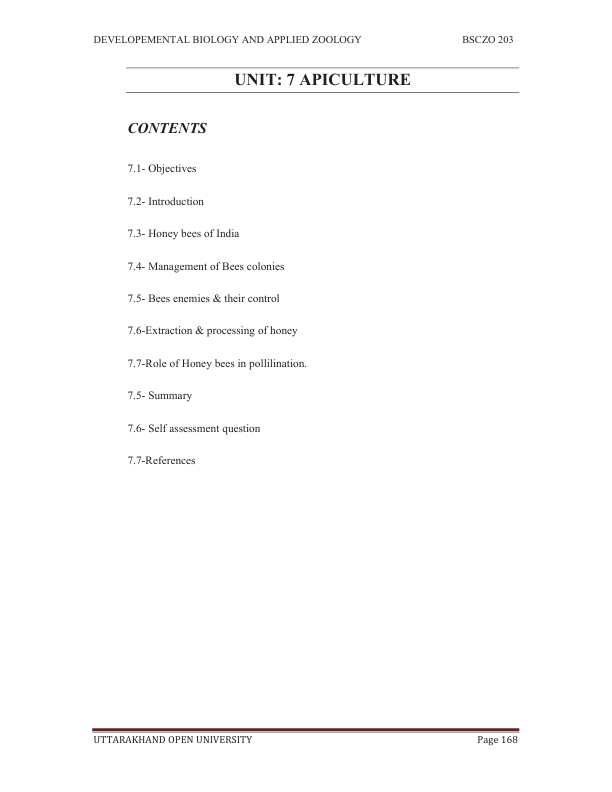 DEVELOPEMENTAL BIOLOGY AND APPLIED ZOOLOGY BSCZO 203
UNIT: 7 APICULTURE
CONTENTS
7.1- Objectives
7.2- Introduction
7.3- Honey bees of India
7.4- Management of Bees colonies
7.5- Bees enemies & their control
7.6-Extraction & processing of honey
7.7-Role of Honey bees in pollilination.
7.5- Summary
7.6- Self assessment question
7.7-References
UTTARAKHAND OPEN UNIVERSITY Page 168